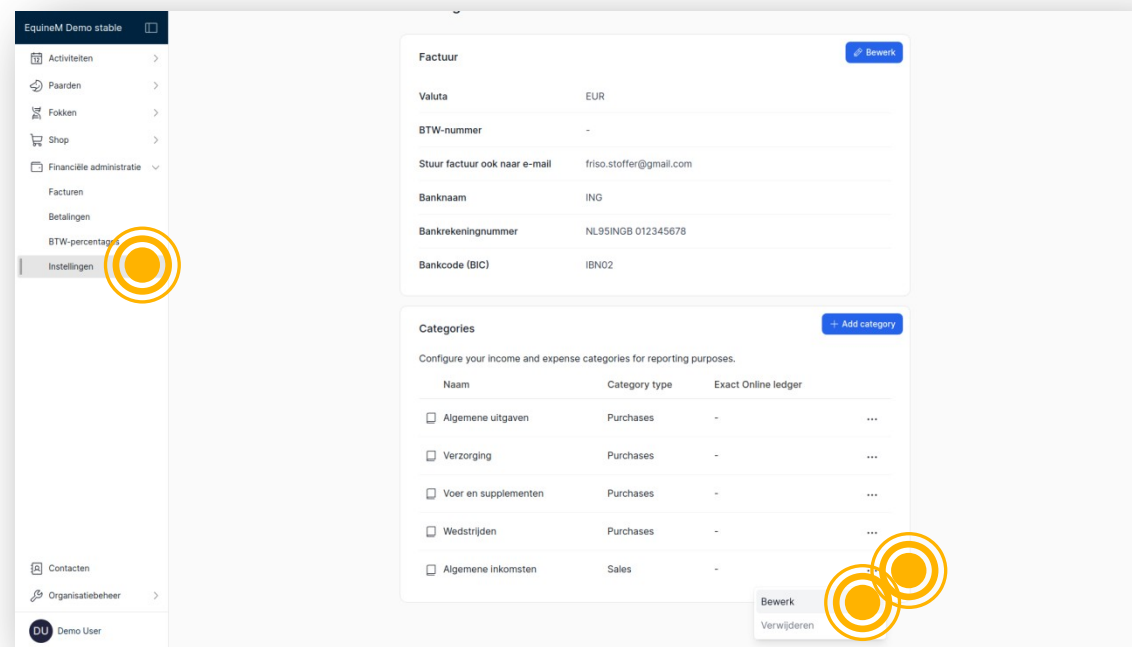 EquineM Demo stable
12 Activiteiten
Paarden
Fokken
Shop
Financiële administratie
Facturen
Betalingen
BTW-percentages
Instellingen
Contacten
Organisatiebeheer
DU Demo User
Factuur
Bewerk
Valuta EUR
BTW-nummer -
Stuur factuur ook naar e-mail friso.stoffer@gmail.com
Banknaam ING
Bankrekeningnummer NL95INGB 012345678
Bankcode (BIC) IBN02
Categories
+ Add category
Configure your income and expense categories for reporting purposes.
Naam Category type Exact Online ledger
Algemene uitgaven Purchases - ...
Verzorging Purchases - ...
Voer en supplementen Purchases - ...
Wedstrijden Purchases - ...
Algemene inkomsten Sales - ...
Bewerk
Verwijderen